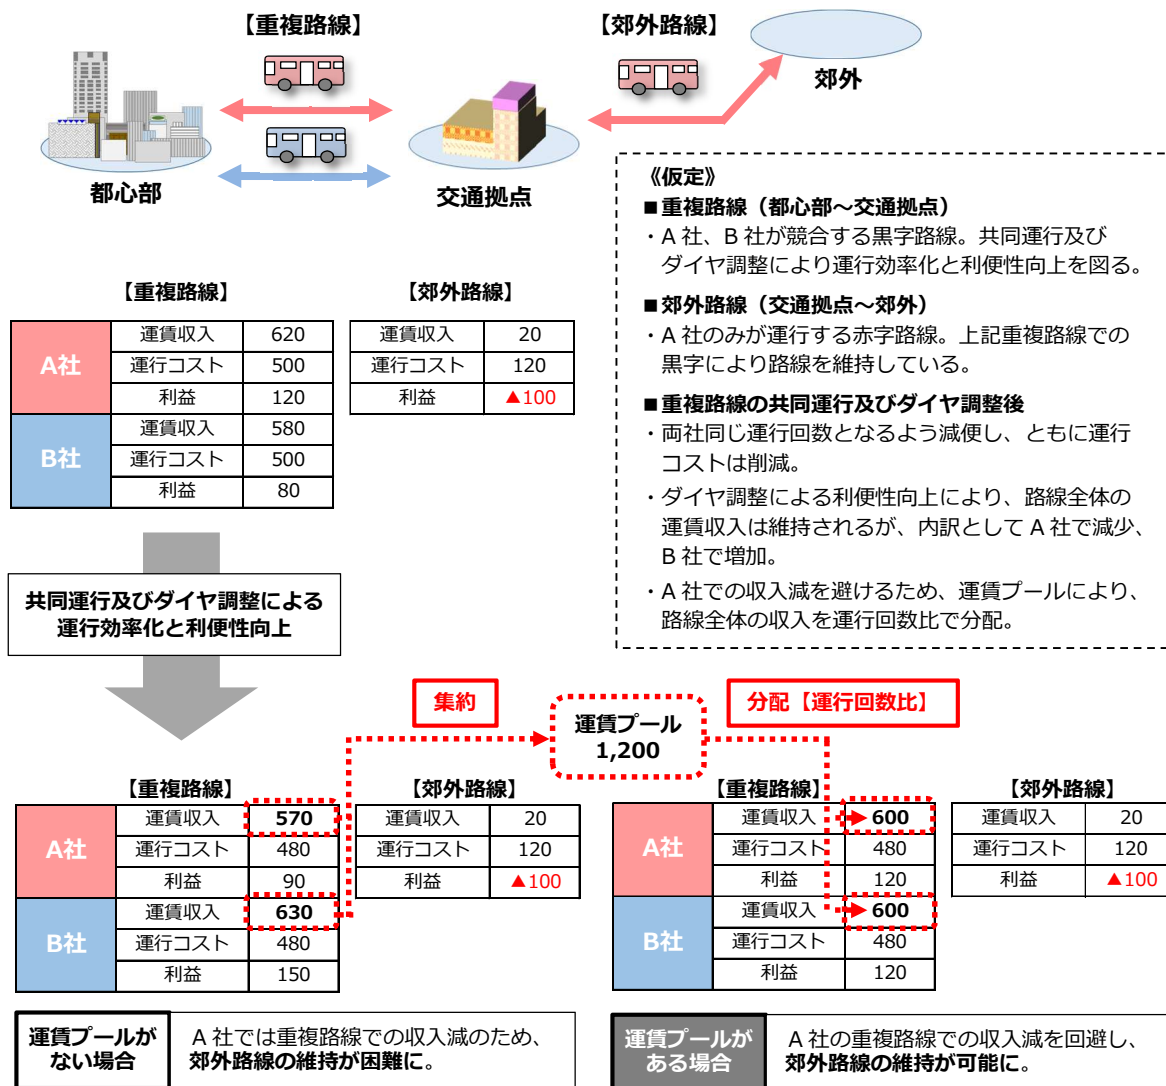 【重複路線】
【郊外路線】
都心部
交通拠点
郊外
《仮定》
■重複路線（都心部～交通拠点）
・A 社、B 社が競合する黒字路線。共同運行及び
ダイヤ調整により運行効率化と利便性向上を図る。
■郊外路線（交通拠点～郊外）
・A 社のみが運行する赤字路線。上記重複路線での
黒字により路線を維持している。
■重複路線の共同運行及びダイヤ調整後
・両社同じ運行回数となるよう減便し、ともに運行
コストは削減。
・ダイヤ調整による利便性向上により、路線全体の
運賃収入は維持されるが、内訳として A 社で減少、
B 社で増加。
・A 社での収入減を避けるため、運賃プールにより、
路線全体の収入を運行回数比で分配。
【重複路線】
A社
運賃収入 620
運行コスト 500
利益 120
B社
運賃収入 580
運行コスト 500
利益 80
【郊外路線】
運賃収入 20
運行コスト 120
利益 ▲100
共同運行及びダイヤ調整による
運行効率化と利便性向上
集約
運賃プール
1,200
分配【運行回数比】
【重複路線】
A社
運賃収入 570
運行コスト 480
利益 90
B社
運賃収入 630
運行コスト 480
利益 150
【郊外路線】
運賃収入 20
運行コスト 120
利益 ▲100
【重複路線】
A社
運賃収入 600
運行コスト 480
利益 120
B社
運賃収入 600
運行コスト 480
利益 120
【郊外路線】
運賃収入 20
運行コスト 120
利益 ▲100
運賃プールが
ない場合
A 社では重複路線での収入減のため、
郊外路線の維持が困難に。
運賃プールが
ある場合
A 社の重複路線での収入減を回避し、
郊外路線の維持が可能に。